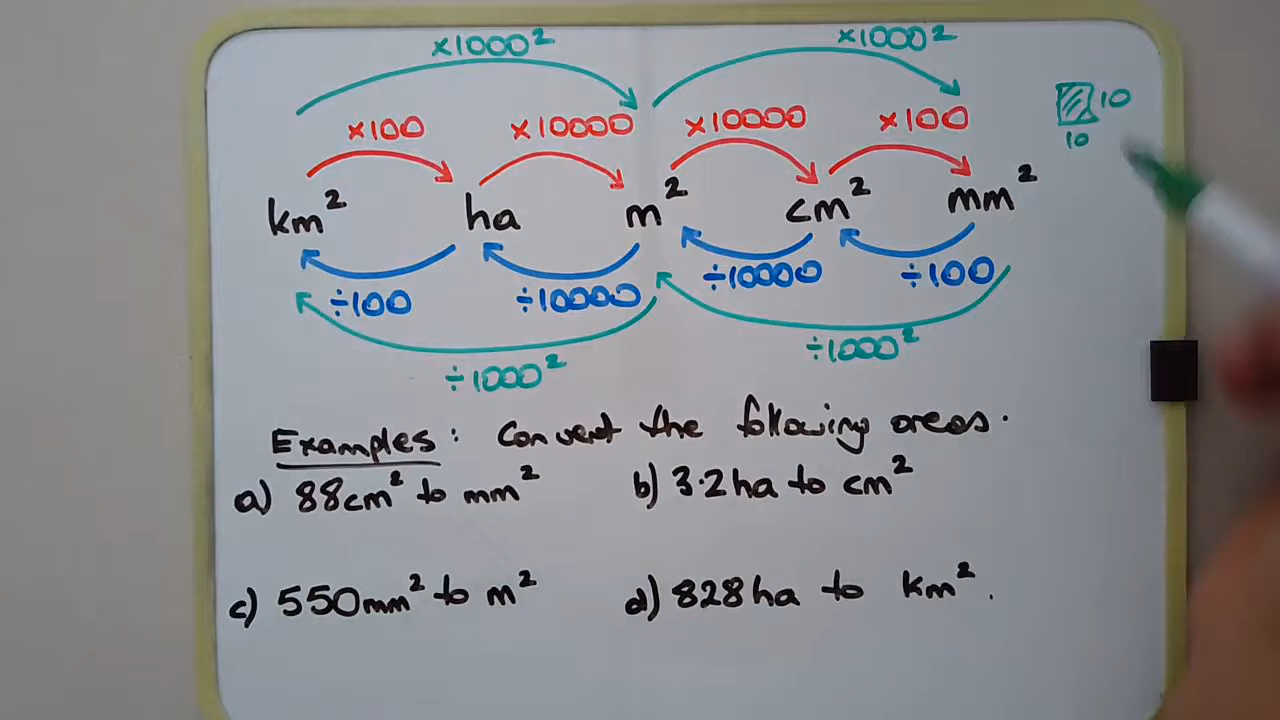 ×1000² ×1000²
×100 ×10000 ×10000 ×100 10
10
km² ha m² cm² mm²
÷100 ÷10000 ÷10000 ÷100
÷1000² ÷1000²
Examples: Convert the following areas.
a) 88cm² to mm² b) 3.2ha to cm²
c) 550mm² to m² d) 828ha to km².